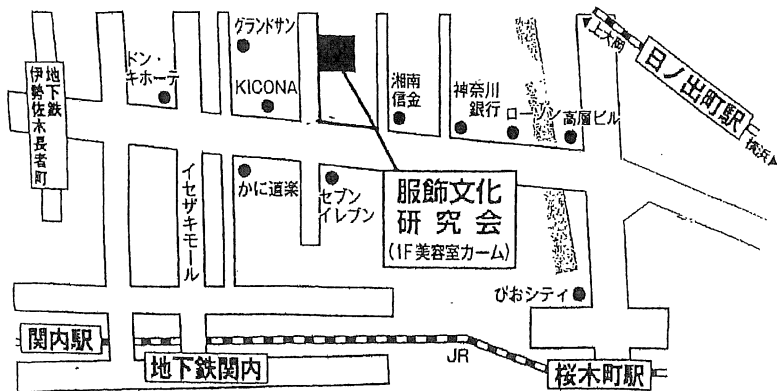 グランドサン
▲上大岡
日ノ出町駅
横浜▶
ドン・
キホーテ
KICONA
湘南
信金
神奈川
銀行
ローソン
高層ビル
地下鉄
伊勢佐木長者町
イセザキモール
かに道楽
セブン
イレブン
服飾文化
研究会
(1F美容室カーム)
ぴおシティ
関内駅
地下鉄関内
JR
桜木町駅